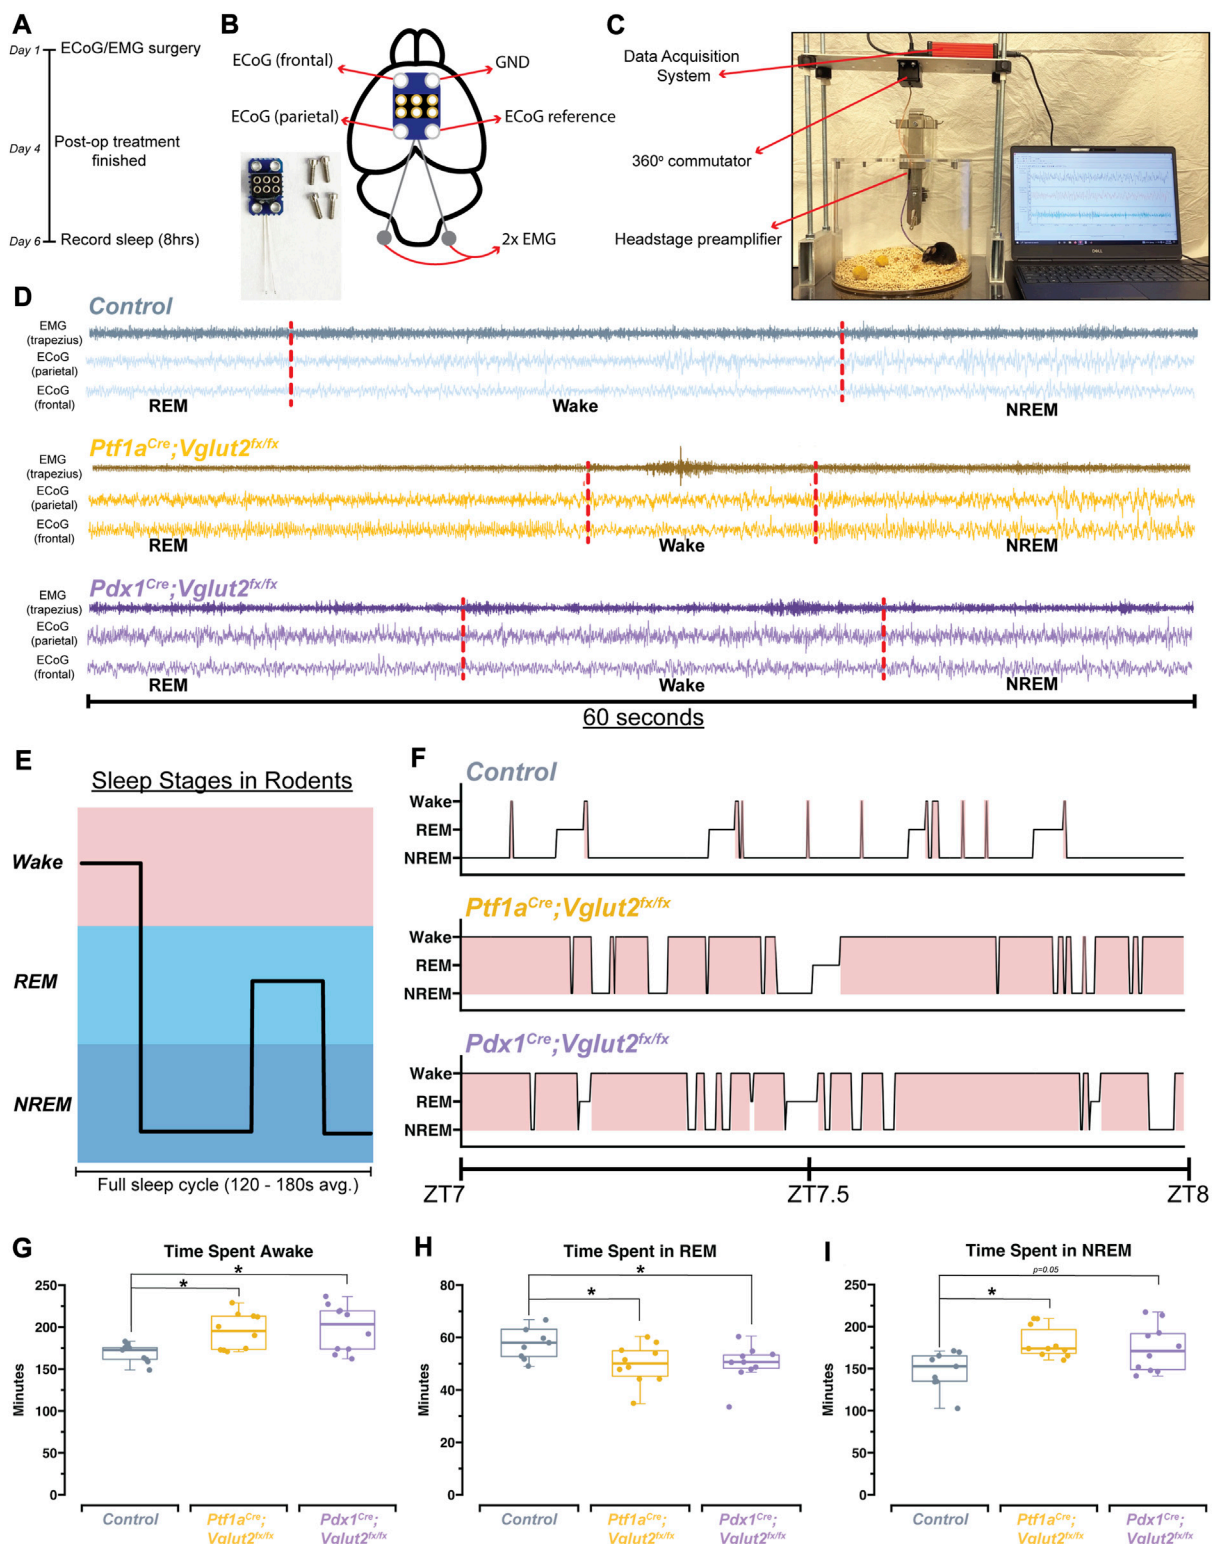 A
Day 1
ECoG/EMG surgery
Day 4
Post-op treatment
finished
Day 6
Record sleep (8hrs)
B
ECoG (frontal)
GND
ECoG (parietal)
ECoG reference
2x EMG
C
Data Acquisition
System
360º commutator
Headstage preamplifier
DELL
D
Control
EMG
(trapezius)
ECoG
(parietal)
ECoG
(frontal)
REM
Wake
NREM
Ptf1aCre;Vglut2fx/fx
EMG
(trapezius)
ECoG
(parietal)
ECoG
(frontal)
REM
Wake
NREM
Pdx1Cre;Vglut2fx/fx
EMG
(trapezius)
ECoG
(parietal)
ECoG
(frontal)
REM
Wake
NREM
60 seconds
E
Sleep Stages in Rodents
Wake
REM
NREM
Full sleep cycle (120 - 180s avg.)
F
Control
Wake
REM
NREM
Ptf1aCre;Vglut2fx/fx
Wake
REM
NREM
Pdx1Cre;Vglut2fx/fx
Wake
REM
NREM
ZT7
ZT7.5
ZT8
G
Time Spent Awake
*
*
Minutes
250
200
150
100
50
0
Control
Ptf1aCre;
Vglut2fx/fx
Pdx1Cre;
Vglut2fx/fx
H
Time Spent in REM
*
*
Minutes
80
60
40
20
0
Control
Ptf1aCre;
Vglut2fx/fx
Pdx1Cre;
Vglut2fx/fx
I
Time Spent in NREM
p=0.05
*
Minutes
250
200
150
100
50
0
Control
Ptf1aCre;
Vglut2fx/fx
Pdx1Cre;
Vglut2fx/fx